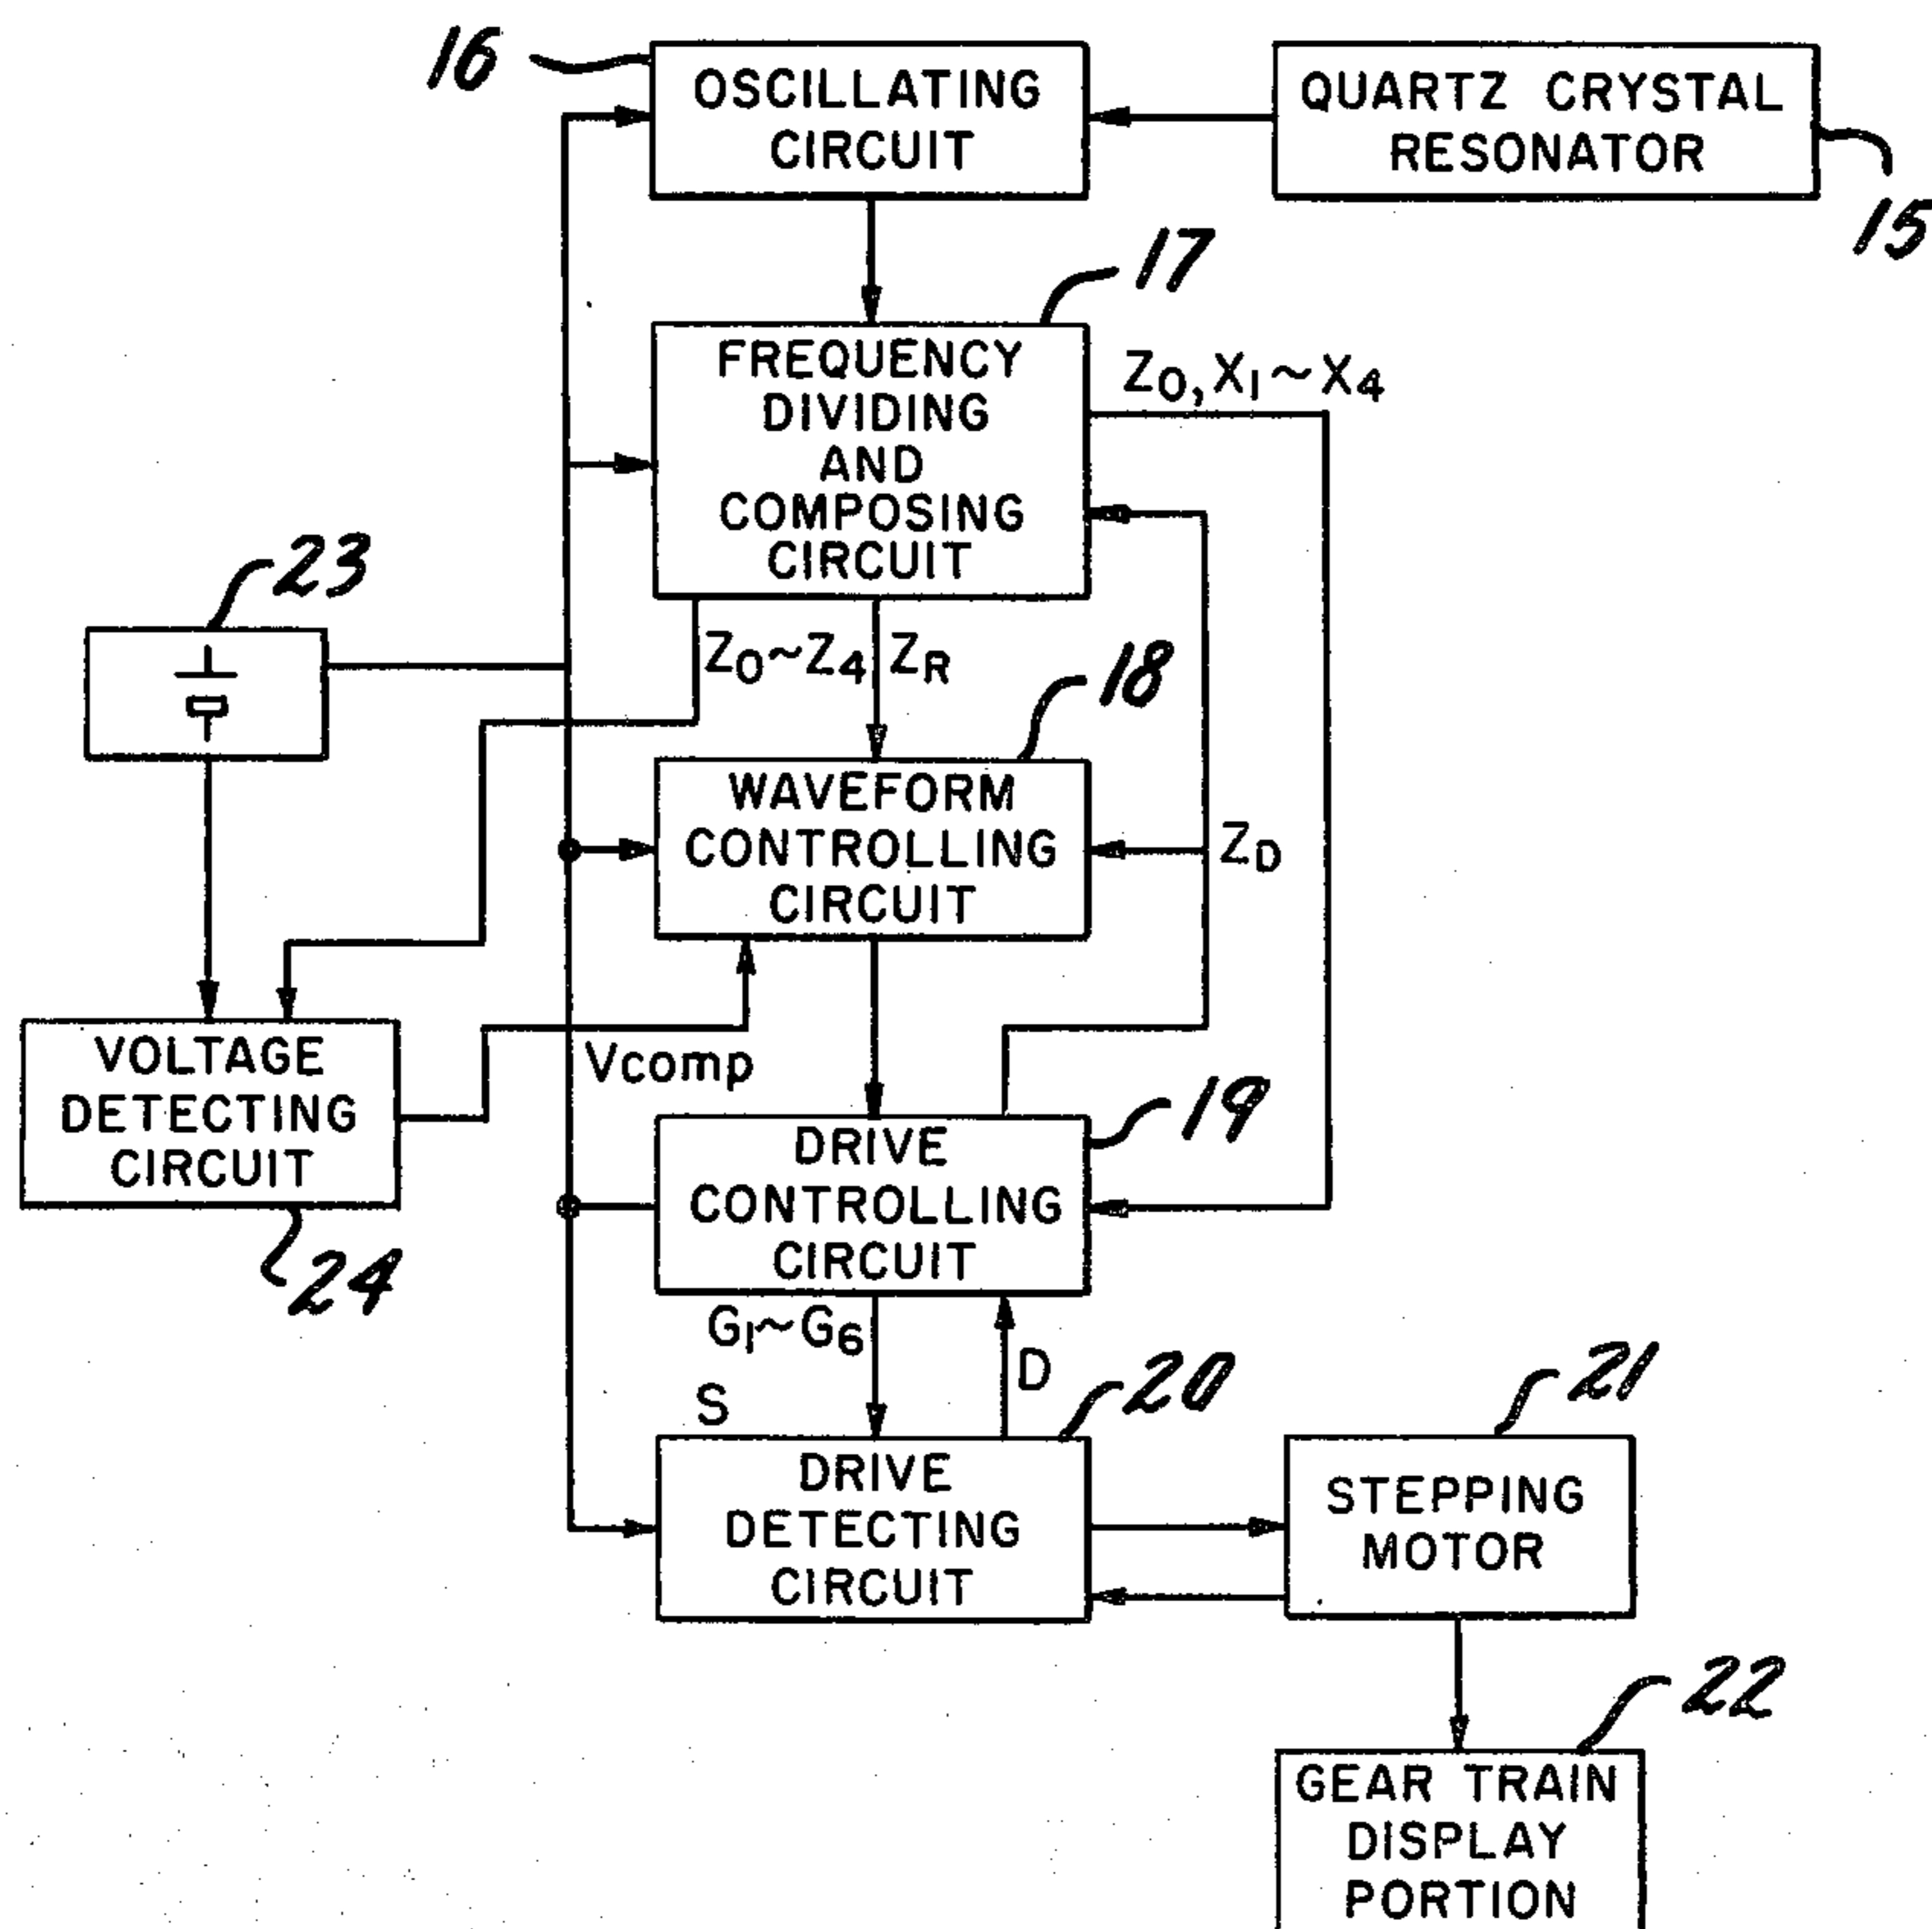 16
OSCILLATING
CIRCUIT
QUARTZ CRYSTAL
RESONATOR
15
17
FREQUENCY
DIVIDING
AND
COMPOSING
CIRCUIT
Z0, X1~X4
23
Z0~Z4
ZR
18
WAVEFORM
CONTROLLING
CIRCUIT
ZD
VOLTAGE
DETECTING
CIRCUIT
24
Vcomp
19
DRIVE
CONTROLLING
CIRCUIT
G1~G6
S
D
20
DRIVE
DETECTING
CIRCUIT
21
STEPPING
MOTOR
22
GEAR TRAIN
DISPLAY
PORTION